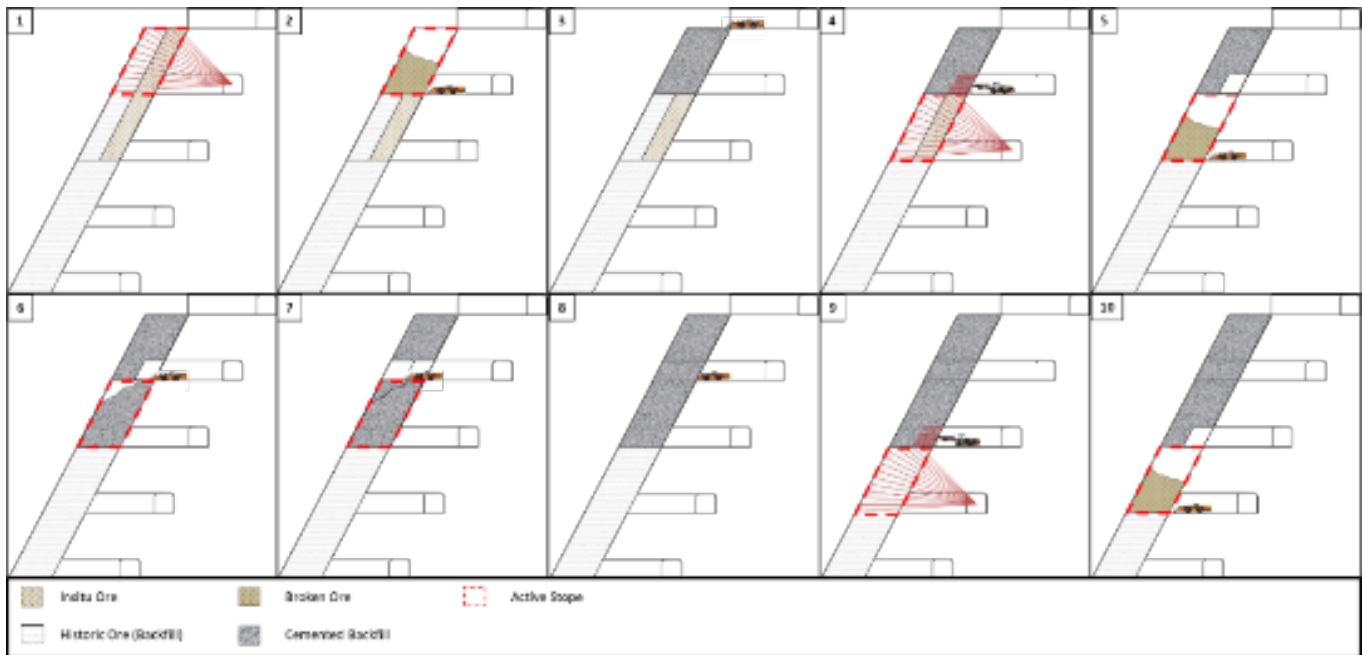 1
2
3
4
5
6
7
8
9
10
Insitu Ore
Broken Ore
Active Stope
Historic Ore (Backfill)
Cemented Backfill